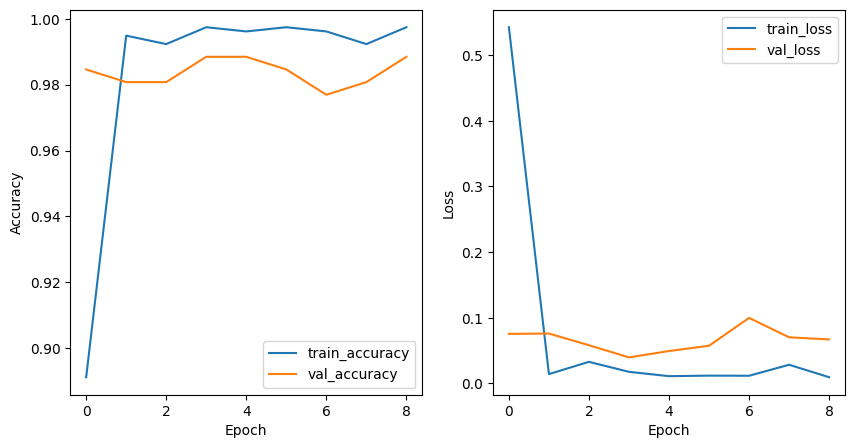 1.00
0.98
0.96
0.94
0.92
0.90
Accuracy
0 2 4 6 8
Epoch
train_accuracy
val_accuracy
0.5
0.4
0.3
0.2
0.1
0.0
Loss
0 2 4 6 8
Epoch
train_loss
val_loss